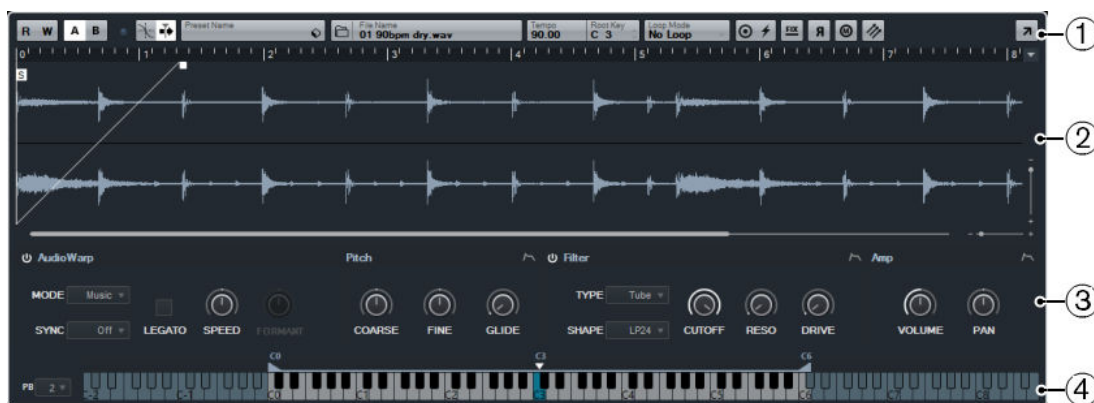 R W A B Preset Name File Name 01 90bpm dry.wav Tempo 90.00 Root Key C 3 Loop Mode No Loop FIX R M 1
0 1 2 3 4 5 6 7 8
S
2
AudioWarp Pitch Filter Amp
MODE Music TYPE Tube
3
SYNC Off LEGATO SPEED FORMANT COARSE FINE GLIDE SHAPE LP24 CUTOFF RESO DRIVE VOLUME PAN
C0 C3 C6
PB 2 C-2 C-1 C0 C1 C2 C3 C4 C5 C6 C7 C8 4